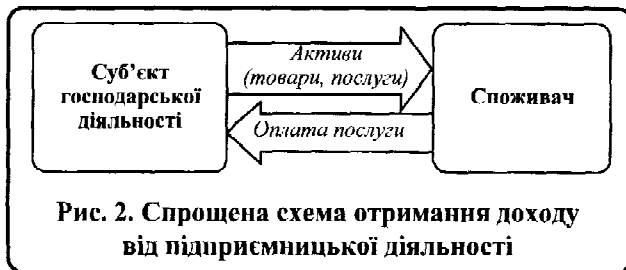 Суб’єкт
господарської
діяльності
Активи
(товари, послуги)
Оплата послуги
Споживач
Рис. 2. Спрощена схема отримання доходу
від підприємницької діяльності